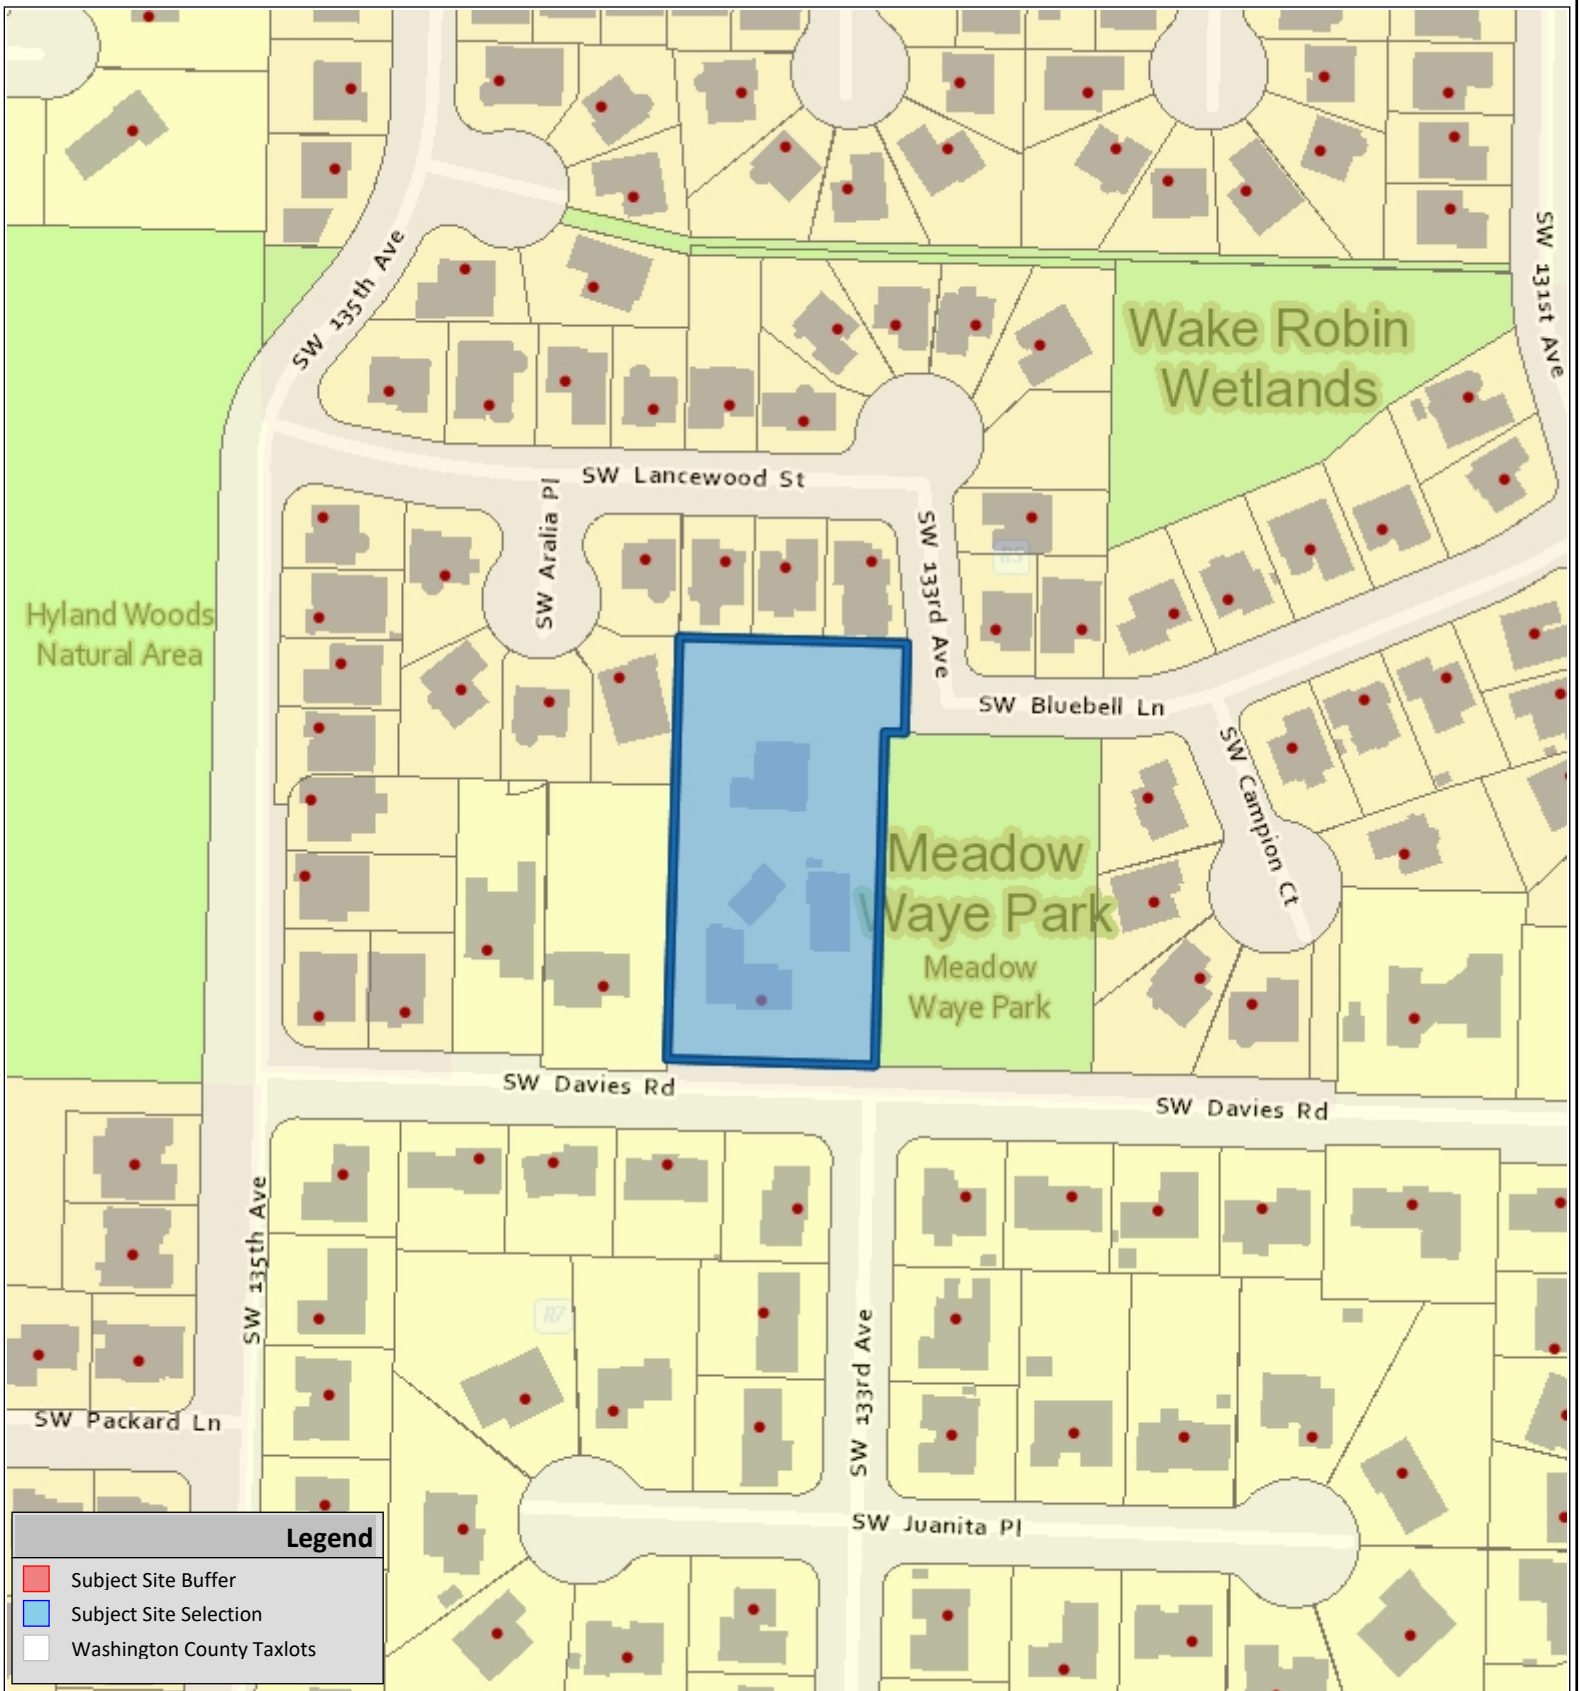 SW 135th Ave
SW 131st Ave
Wake Robin
Wetlands
SW Lancewood St
SW Aralia Pl
SW 133rd Ave
R5
Hyland Woods
Natural Area
SW Bluebell Ln
SW Campion Ct
Meadow
Waye Park
Meadow
Waye Park
SW Davies Rd
SW Davies Rd
SW 135th Ave
R7
SW 133rd Ave
SW Packard Ln
SW Juanita Pl
Legend
Subject Site Buffer
Subject Site Selection
Washington County Taxlots